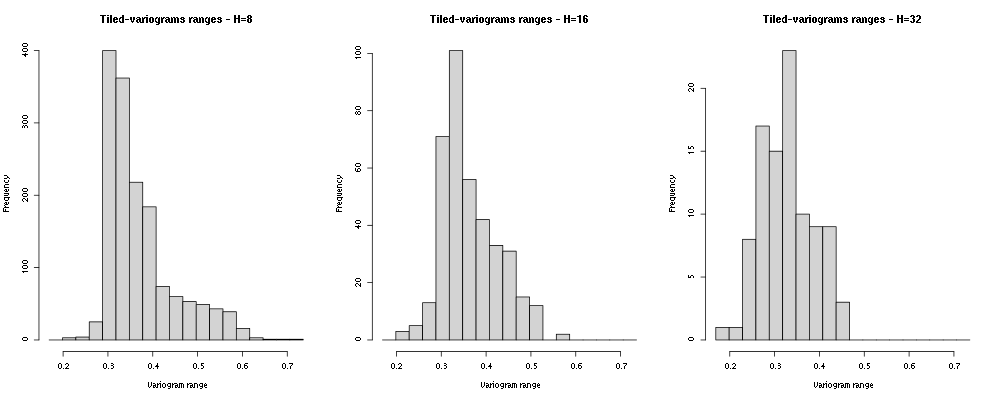 Tiled-variograms ranges - H=8
Frequency
400
300
200
100
0
0.2 0.3 0.4 0.5 0.6 0.7
Variogram range
Tiled-variograms ranges - H=16
Frequency
100
80
60
40
20
0
0.2 0.3 0.4 0.5 0.6 0.7
Variogram range
Tiled-variograms ranges - H=32
Frequency
20
15
10
5
0
0.2 0.3 0.4 0.5 0.6 0.7
Variogram range